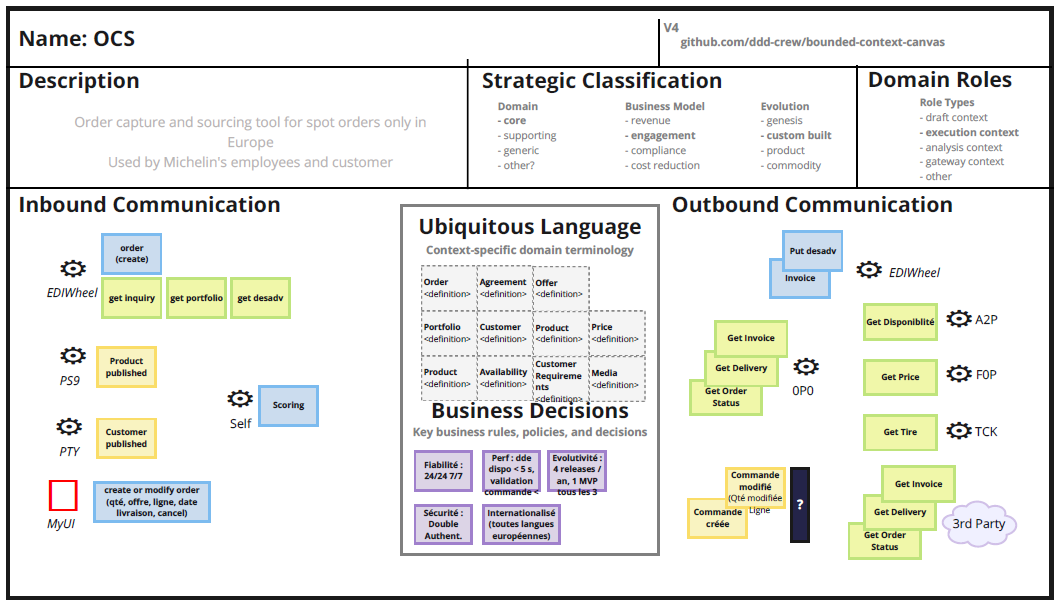 Name: OCS
V4
github.com/ddd-crew/bounded-context-canvas
Description
Order capture and sourcing tool for spot orders only in
Europe
Used by Michelin's employees and customer
Strategic Classification
Domain
- core
- supporting
- generic
- other?
Business Model
- revenue
- engagement
- compliance
- cost reduction
Evolution
- genesis
- custom built
- product
- commodity
Domain Roles
Role Types
- draft context
- execution context
- analysis context
- gateway context
- other
Inbound Communication
order
(create)
EDIWheel
get inquiry
get portfolio
get desadv
PS9
Product
published
Self
Scoring
PTY
Customer
published
MyUI
create or modify order
(qté, offre, ligne, date
livraison, cancel)
Ubiquitous Language
Context-specific domain terminology
Order
<definition>
Agreement
<definition>
Offer
<definition>
Portfolio
<definition>
Customer
<definition>
Product
<definition>
Price
<definition>
Product
<definition>
Availability
<definition>
Customer
Requireme
nts
<definition>
Media
<definition>
Business Decisions
Key business rules, policies, and decisions
Fiabilité :
24/24 7/7
Perf : dde
dispo < 5 s,
validation
commande <
Evolutivité :
4 releases /
an, 1 MVP
tous les 3
Sécurité :
Double
Authent.
Internationalisé
(toutes langues
européennes)
Outbound Communication
Put desadv
Invoice
EDIWheel
Get Disponiblité
A2P
Get Invoice
Get Delivery
Get Order
Status
0P0
Get Price
F0P
Get Tire
TCK
Commande
modifié
(Qté modifiée
Ligne
Commande
créée
?
Get Invoice
Get Delivery
Get Order
Status
3rd Party